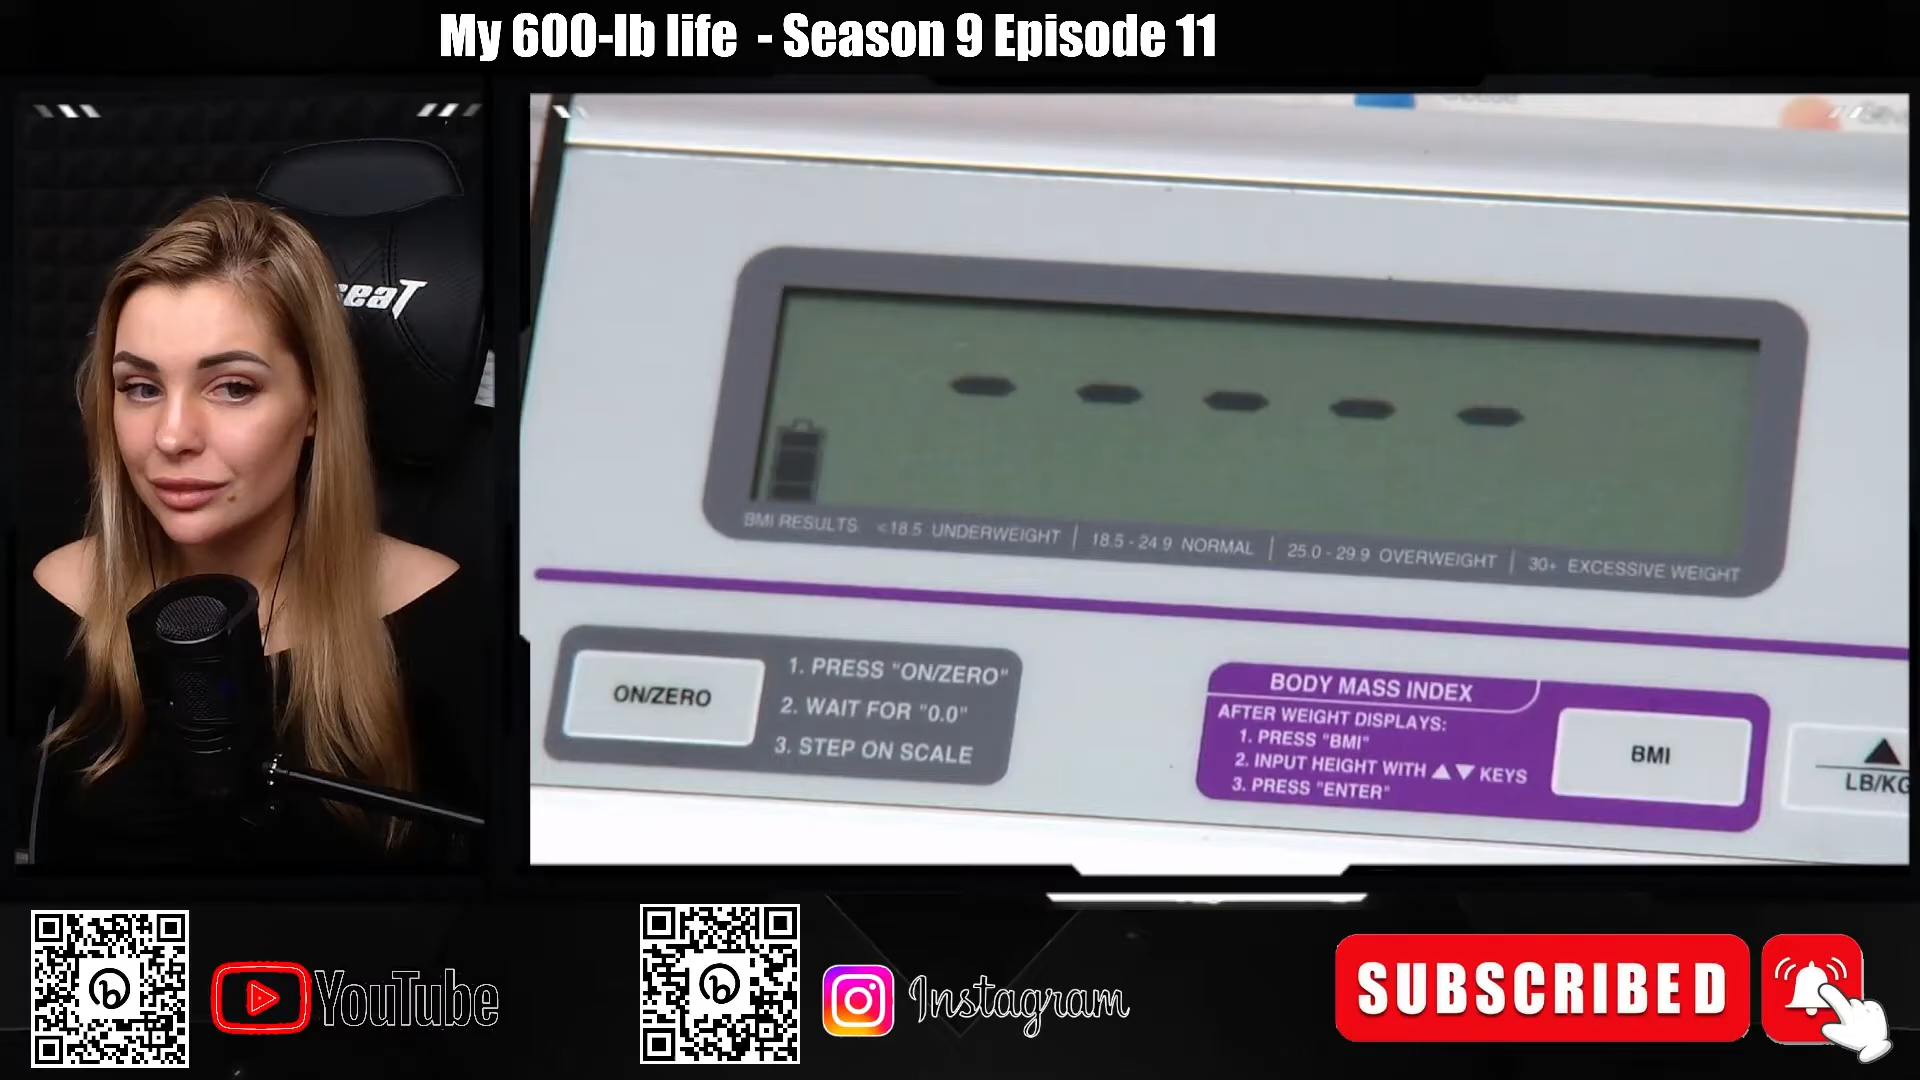 My 600-lb life - Season 9 Episode 11
seaT
BMI RESULTS <18.5 UNDERWEIGHT | 18.5 - 24.9 NORMAL | 25.0 - 29.9 OVERWEIGHT | 30+ EXCESSIVE WEIGHT
ON/ZERO
1. PRESS "ON/ZERO"
2. WAIT FOR "0.0"
3. STEP ON SCALE
BODY MASS INDEX
AFTER WEIGHT DISPLAYS:
1. PRESS "BMI"
2. INPUT HEIGHT WITH ▲▼ KEYS
3. PRESS "ENTER"
BMI
▲
LB/KG
YouTube
Instagram
SUBSCRIBED